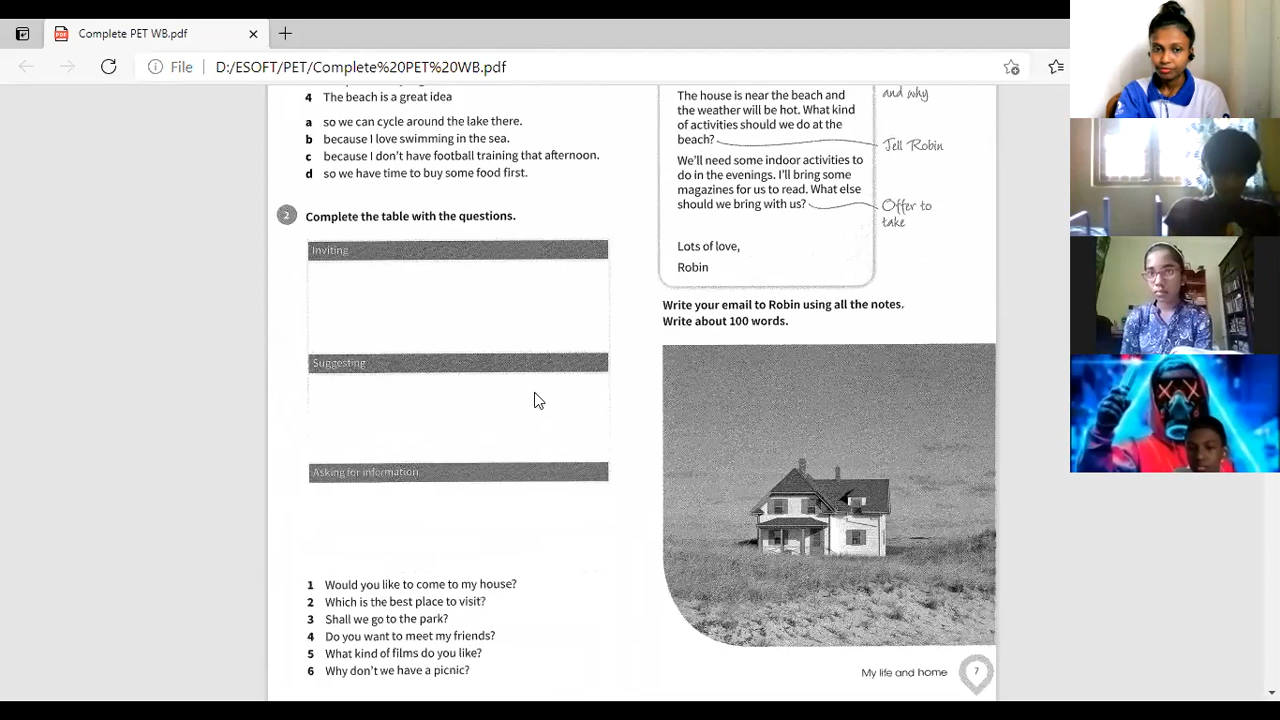 Complete PET WB.pdf
File
D:/ESOFT/PET/Complete%20PET%20WB.pdf
4 The beach is a great idea
a so we can cycle around the lake there.
b because I love swimming in the sea.
c because I don't have football training that afternoon.
d so we have time to buy some food first.
2 Complete the table with the questions.
Inviting
Suggesting
Asking for information
1 Would you like to come to my house?
2 Which is the best place to visit?
3 Shall we go to the park?
4 Do you want to meet my friends?
5 What kind of films do you like?
6 Why don't we have a picnic?
The house is near the beach and
the weather will be hot. What kind
of activities should we do at the
beach?
We'll need some indoor activities to
do in the evenings. I'll bring some
magazines for us to read. What else
should we bring with us?
Lots of love,
Robin
and why
Tell Robin
Offer to
take
Write your email to Robin using all the notes.
Write about 100 words.
My life and home
7